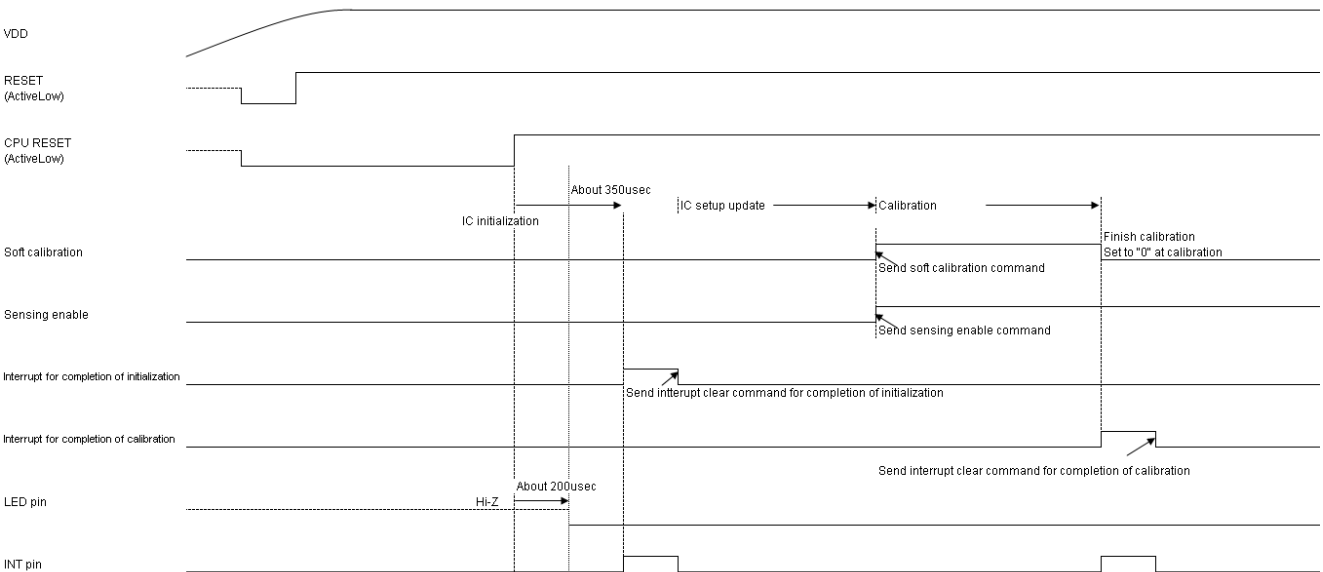 VDD
RESET
(ActiveLow)
CPU RESET
(ActiveLow)
About 350usec
IC setup update
Calibration
IC initialization
Finish calibration
Soft calibration
Set to "0" at calibration
Send soft calibration command
Sensing enable
Send sensing enable command
Interrupt for completion of initialization
Send intterupt clear command for completion of initialization
Interrupt for completion of calibration
Send interrupt clear command for completion of calibration
About 200usec
LED pin
Hi-Z
INT pin